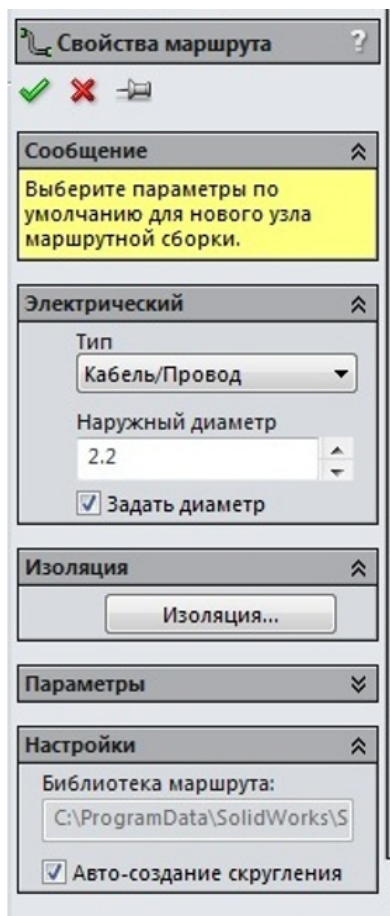 Свойства маршрута
?
Сообщение
Выберите параметры по
умолчанию для нового узла
маршрутной сборки.
Электрический
Тип
Кабель/Провод
Наружный диаметр
2.2
Задать диаметр
Изоляция
Изоляция...
Параметры
Настройки
Библиотека маршрута:
C:\ProgramData\SolidWorks\S
Авто-создание скругления